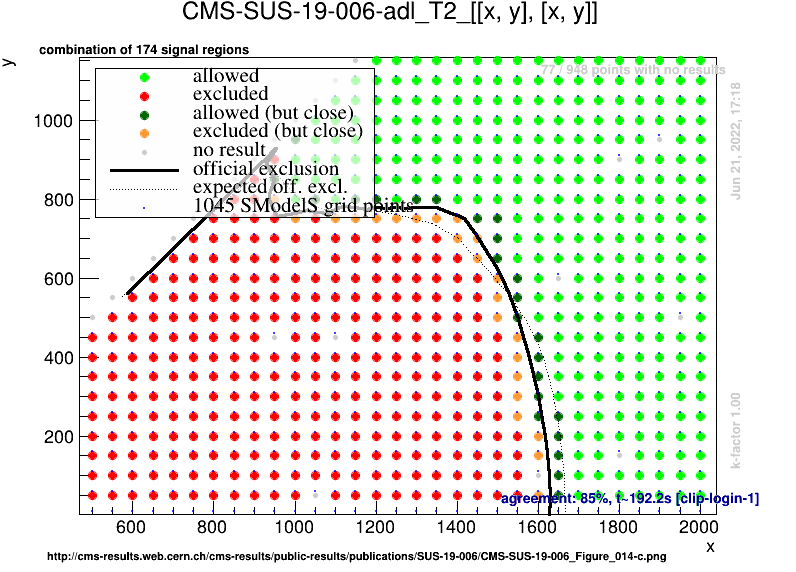 CMS-SUS-19-006-adl_T2_[[x, y], [x, y]]
y
combination of 174 signal regions
77 / 948 points with no results
allowed
excluded
allowed (but close)
excluded (but close)
no result
official exclusion
expected off. excl.
1045 SModelS grid points
Jun 21, 2022, 17:18
k-factor 1.00
1000
800
600
400
200
agreement: 85%, t~192.2s [clip-login-1]
600 800 1000 1200 1400 1600 1800 2000
x
http://cms-results.web.cern.ch/cms-results/public-results/publications/SUS-19-006/CMS-SUS-19-006_Figure_014-c.png